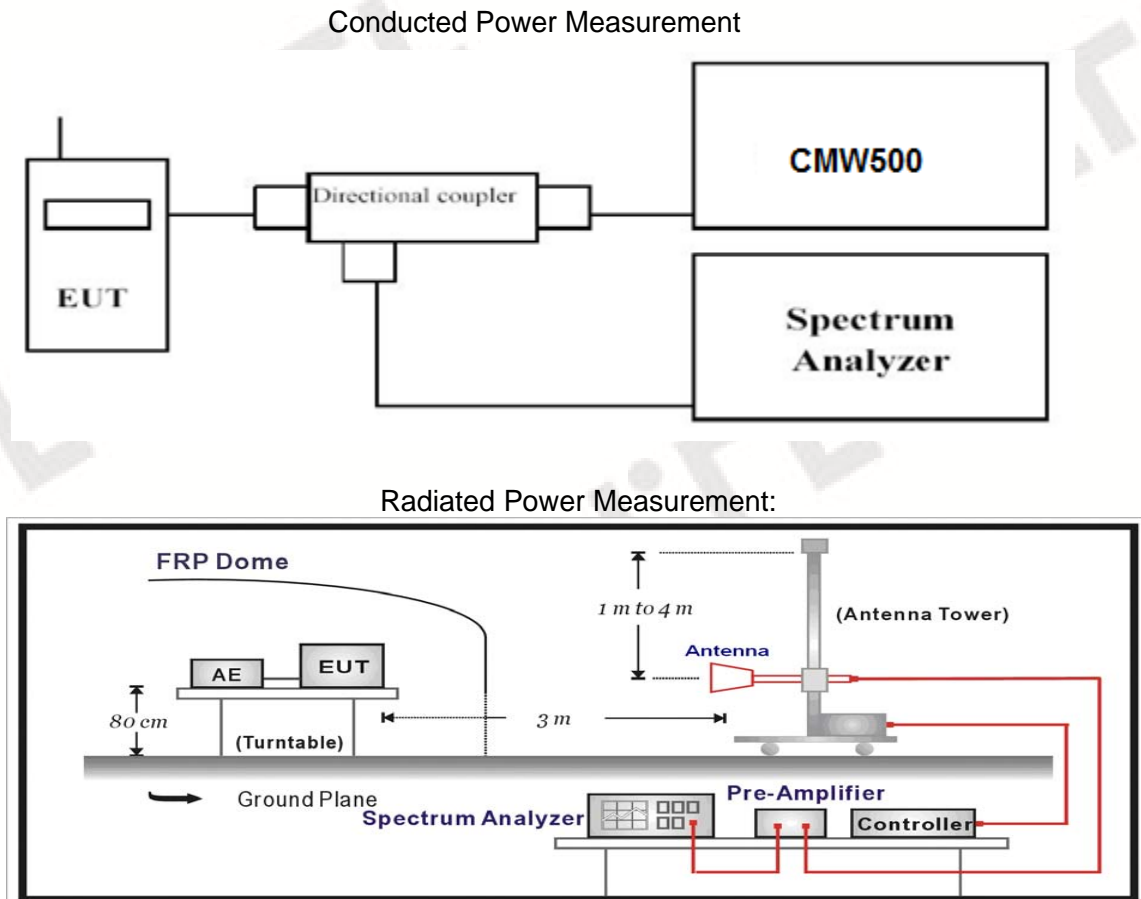 Conducted Power Measurement
EUT
Directional coupler
CMW500
Spectrum
Analyzer
Radiated Power Measurement:
FRP Dome
AE
EUT
80 cm
(Turntable)
3 m
1 m to 4 m
Antenna
(Antenna Tower)
Ground Plane
Spectrum Analyzer
Pre-Amplifier
Controller